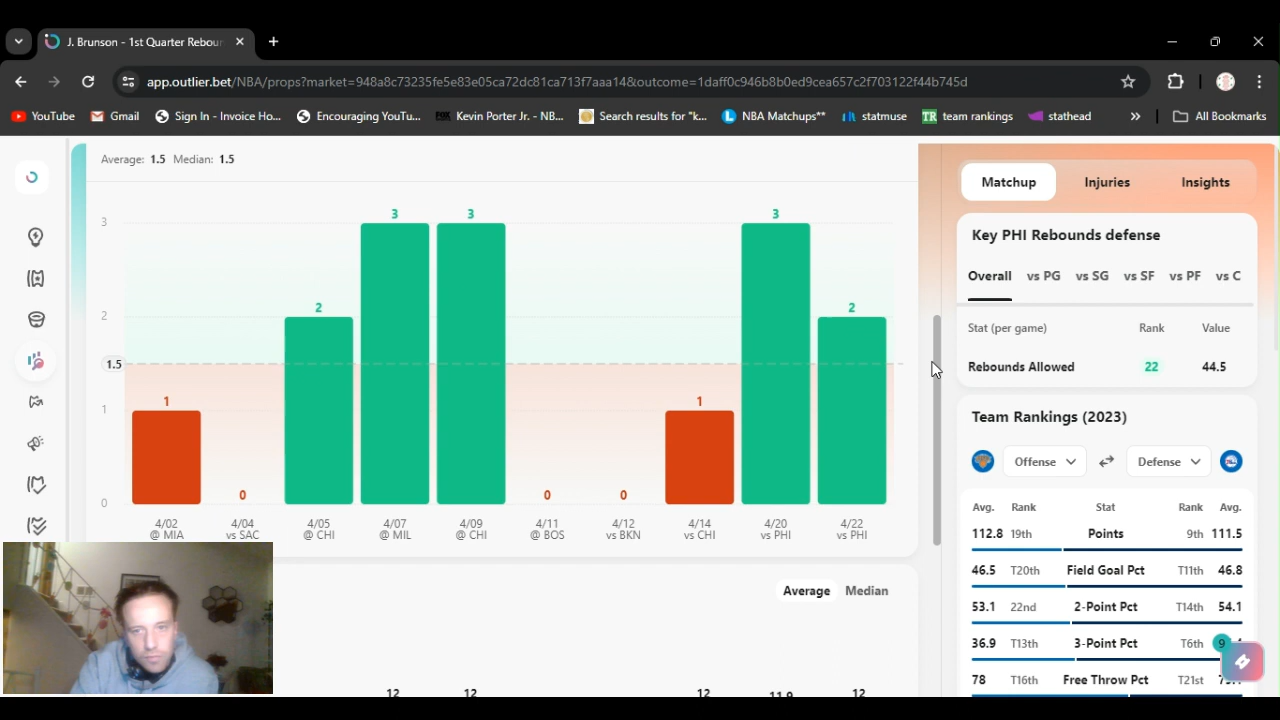 J. Brunson - 1st Quarter Rebour
app.outlier.bet/NBA/props?market=948a8c73235fe5e83e05ca72dc81ca713f7aaa14&outcome=1daff0c946b8b0ed9cea657c2f703122f44b745d
YouTube Gmail Sign In - Invoice Ho... Encouraging YouTu... Kevin Porter Jr. - NB... Search results for "k... NBA Matchups** statmuse team rankings stathead » All Bookmarks
Average: 1.5 Median: 1.5
3
2
1.5
1
0
1 0 2 3 3 0 0 1 3 2
4/02 4/04 4/05 4/07 4/09 4/11 4/12 4/14 4/20 4/22
@ MIA vs SAC @ CHI @ MIL @ CHI @ BOS vs BKN vs CHI vs PHI vs PHI
Average Median
12 12 12 11.9 12
Matchup Injuries Insights
Key PHI Rebounds defense
Overall vs PG vs SG vs SF vs PF vs C
Stat (per game) Rank Value
Rebounds Allowed 22 44.5
Team Rankings (2023)
Offense Defense
Avg. Rank Stat Rank Avg.
112.8 19th Points 9th 111.5
46.5 T20th Field Goal Pct T11th 46.8
53.1 22nd 2-Point Pct T14th 54.1
36.9 T13th 3-Point Pct T6th
9
78 T16th Free Throw Pct T21st